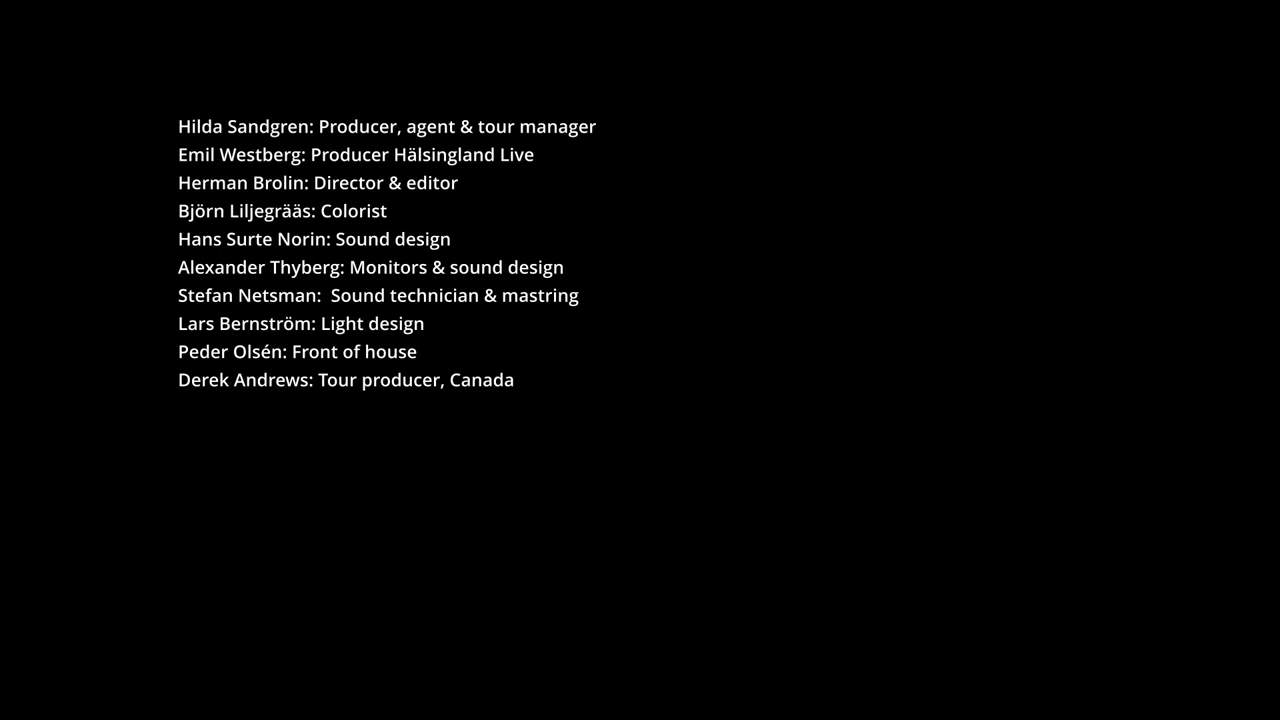 Hilda Sandgren: Producer, agent & tour manager
Emil Westberg: Producer Hälsingland Live
Herman Brolin: Director & editor
Björn Liljegrääs: Colorist
Hans Surte Norin: Sound design
Alexander Thyberg: Monitors & sound design
Stefan Netsman:  Sound technician & mastring
Lars Bernström: Light design
Peder Olsén: Front of house
Derek Andrews: Tour producer, Canada